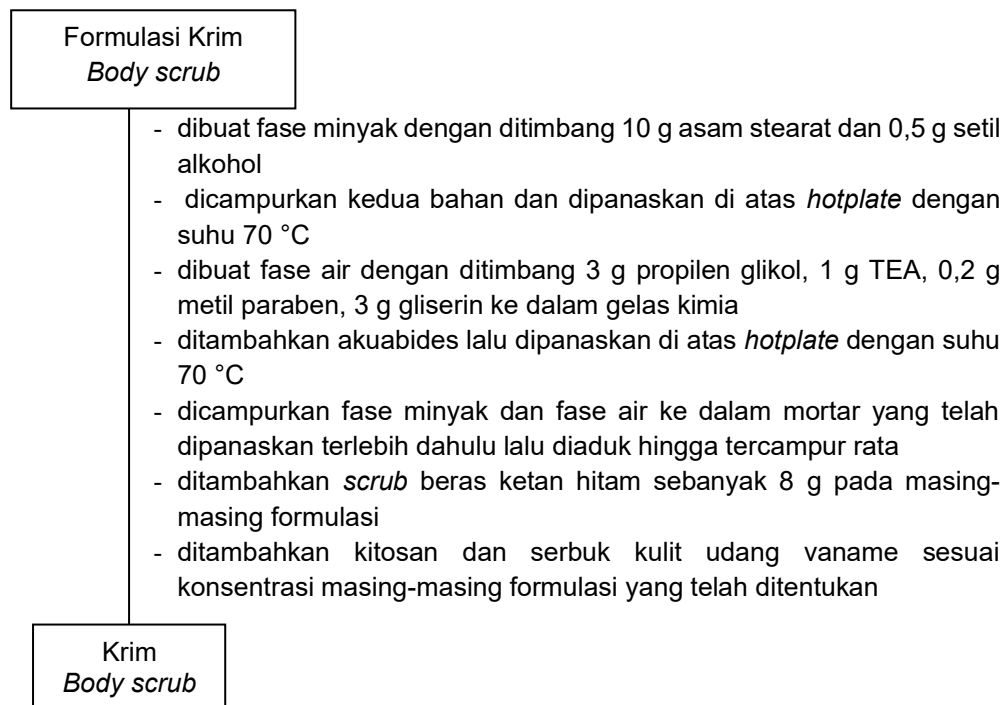 Formulasi Krim
Body scrub
- dibuat fase minyak dengan ditimbang 10 g asam stearat dan 0,5 g setil
alkohol
- dicampurkan kedua bahan dan dipanaskan di atas hotplate dengan
suhu 70 °C
- dibuat fase air dengan ditimbang 3 g propilen glikol, 1 g TEA, 0,2 g
metil paraben, 3 g gliserin ke dalam gelas kimia
- ditambahkan akuabides lalu dipanaskan di atas hotplate dengan suhu
70 °C
- dicampurkan fase minyak dan fase air ke dalam mortar yang telah
dipanaskan terlebih dahulu lalu diaduk hingga tercampur rata
- ditambahkan scrub beras ketan hitam sebanyak 8 g pada masing-
masing formulasi
- ditambahkan kitosan dan serbuk kulit udang vaname sesuai
konsentrasi masing-masing formulasi yang telah ditentukan
Krim
Body scrub